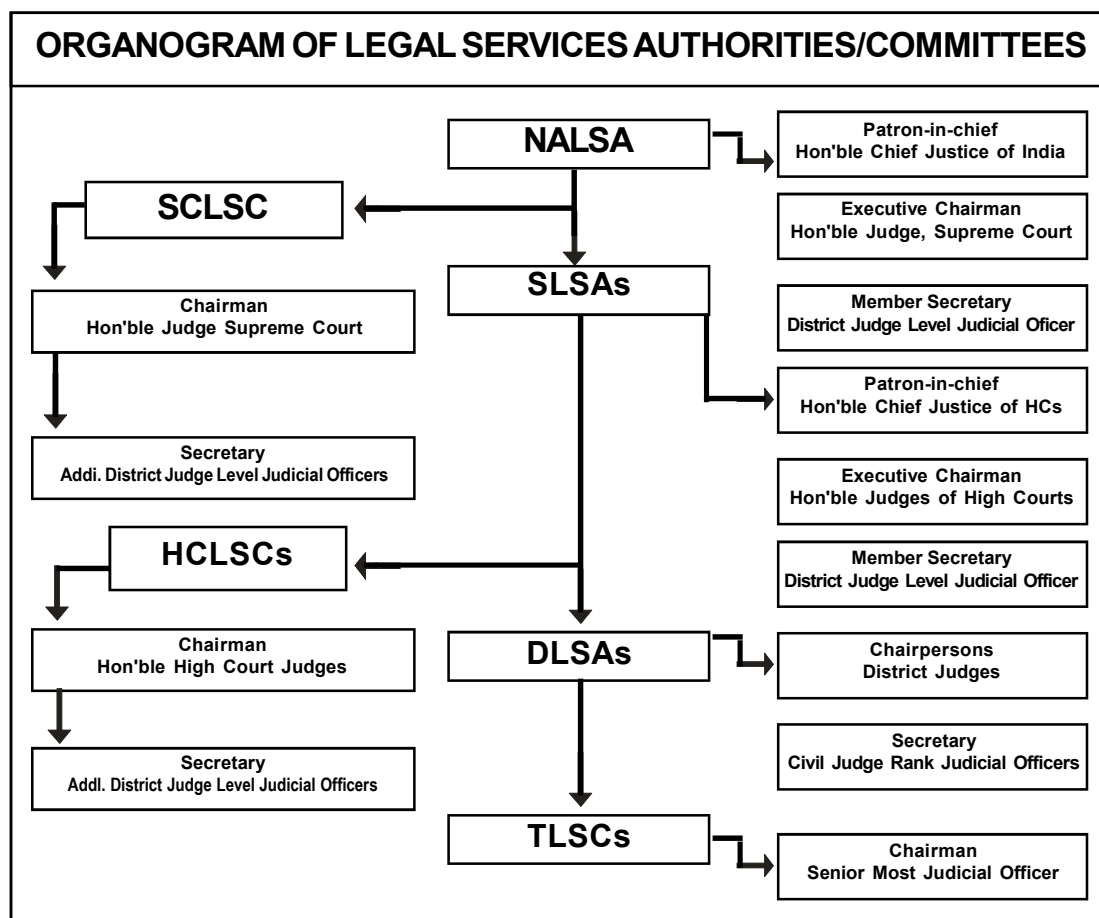 ORGANOGRAM OF LEGAL SERVICES AUTHORITIES/COMMITTEES
NALSA
Patron-in-chief
Hon'ble Chief Justice of India
SCLSC
Executive Chairman
Hon'ble Judge, Supreme Court
SLSAs
Chairman
Hon'ble Judge Supreme Court
Member Secretary
District Judge Level Judicial Oficer
Patron-in-chief
Hon'ble Chief Justice of HCs
Secretary
Addi. District Judge Level Judicial Officers
Executive Chairman
Hon'ble Judges of High Courts
HCLSCs
Member Secretary
District Judge Level Judicial Officer
Chairman
Hon'ble High Court Judges
DLSAs
Chairpersons
District Judges
Secretary
Addl. District Judge Level Judicial Officers
Secretary
Civil Judge Rank Judicial Officers
TLSCs
Chairman
Senior Most Judicial Officer